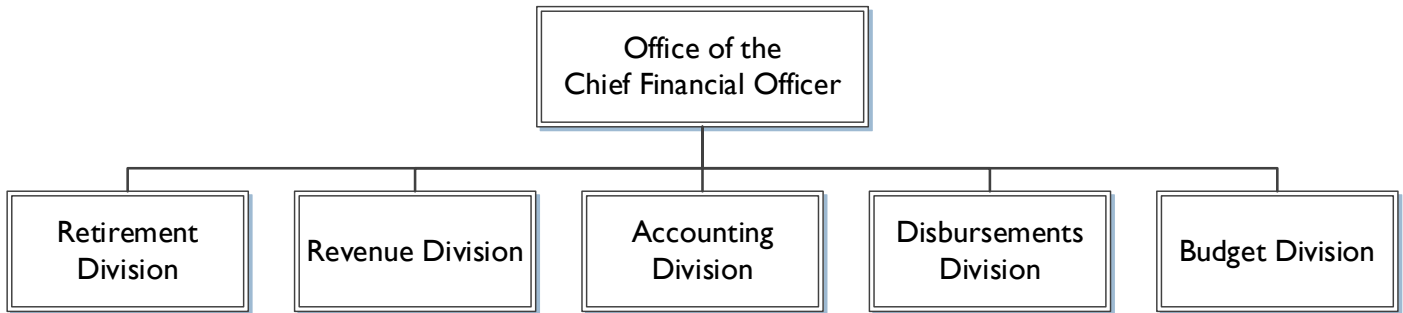 Office of the
Chief Financial Officer
Retirement
Division
Revenue Division
Accounting
Division
Disbursements
Division
Budget Division